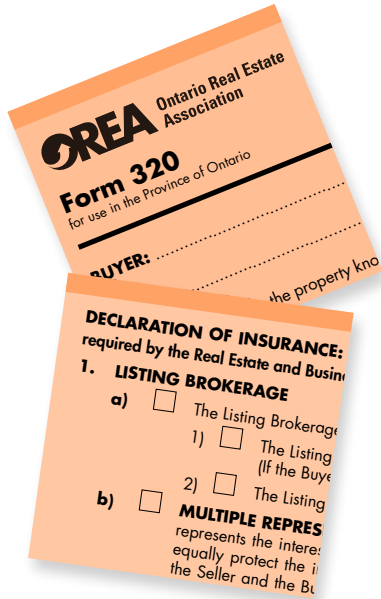 OREA Ontario Real Estate
Association
Form 320
for use in the Province of Ontario
BUYER: ............................................
............................................
the property kno
DECLARATION OF INSURANCE:
required by the Real Estate and Busine
1. LISTING BROKERAGE
a) The Listing Brokerage
1) The Listing
(If the Buye
2) The Listing
b) MULTIPLE REPRES
represents the interes
equally protect the i
the Seller and the Bu